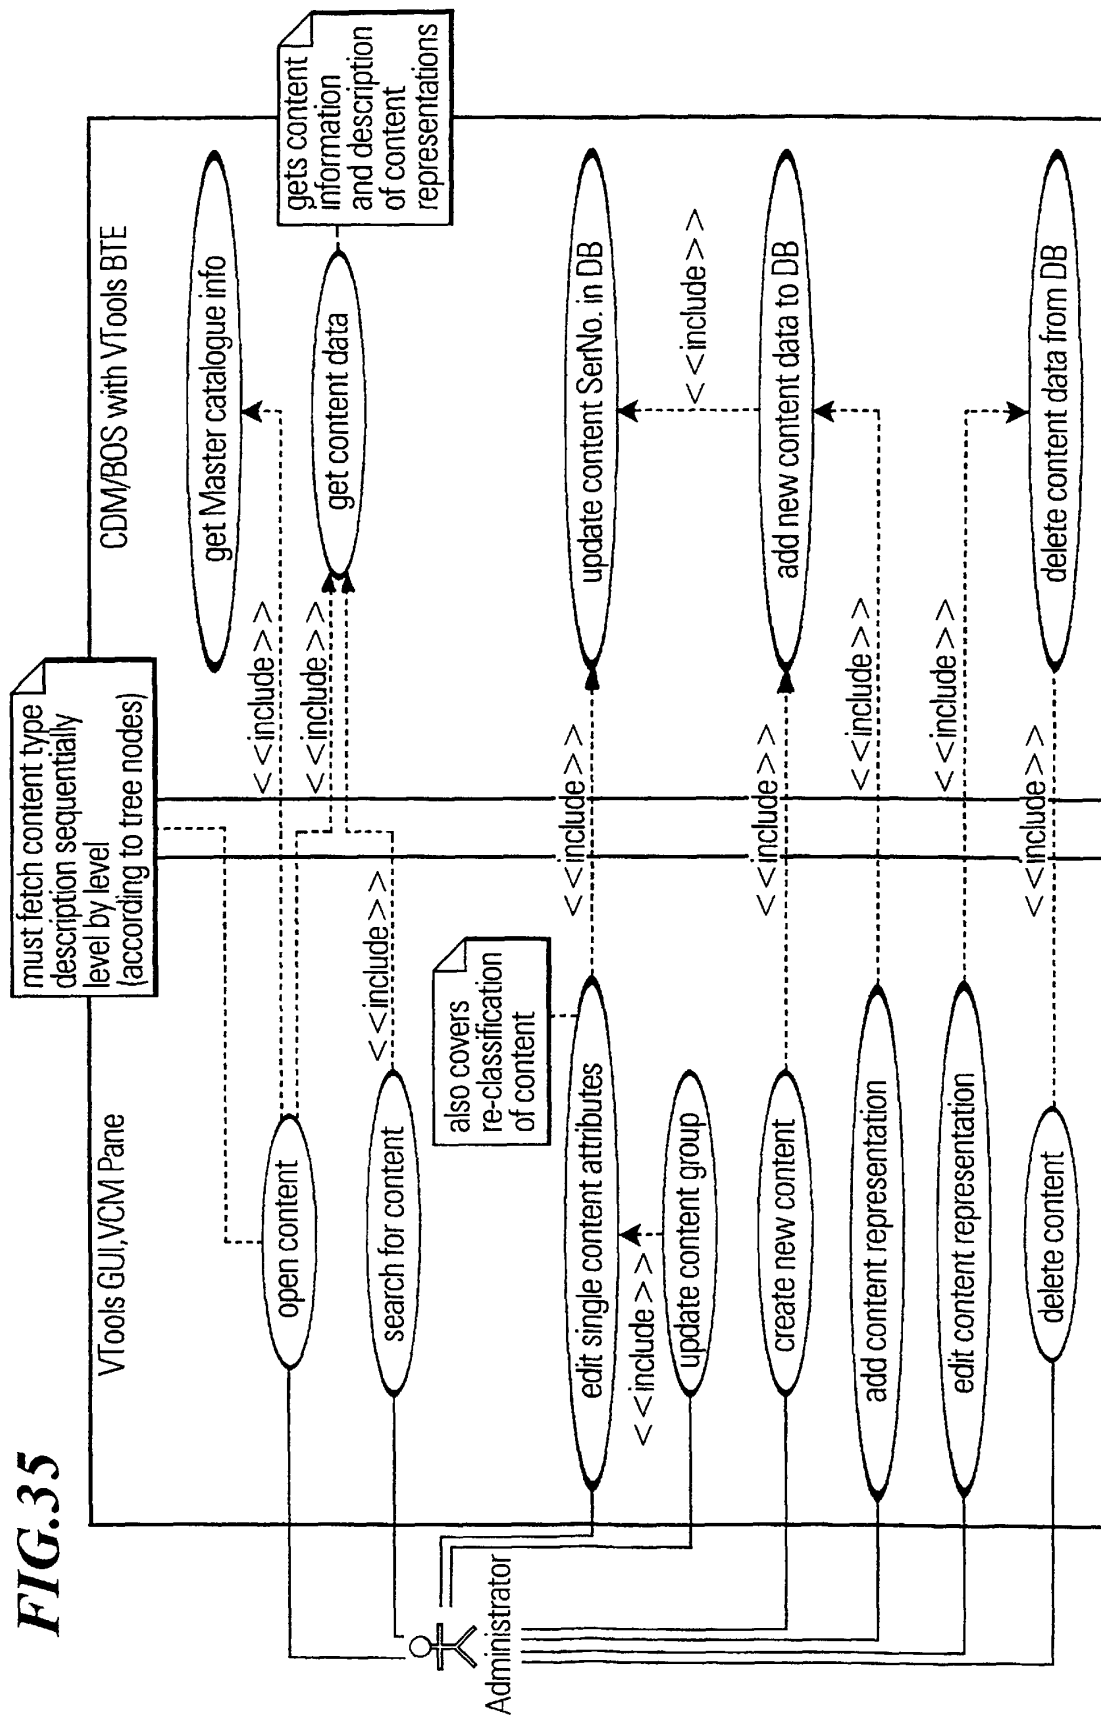 FIG.35
must fetch content type
description sequentially
level by level
(according to tree nodes)
VTools GUI,VCM Pane
CDM/BOS with VTools BTE
get Master catalogue info
gets content
information
and description
of content
representations
<<include>>
open content
<<include>>
get content data
search for content
<<include>>
also covers
re-classification
of content
Administrator
edit single content attributes
<<include>>
update content SerNo. in DB
<<include>>
update content group
<<include>>
create new content
<<include>>
add new content data to DB
add content representation
<<include>>
edit content representation
<<include>>
delete content
<<include>>
delete content data from DB